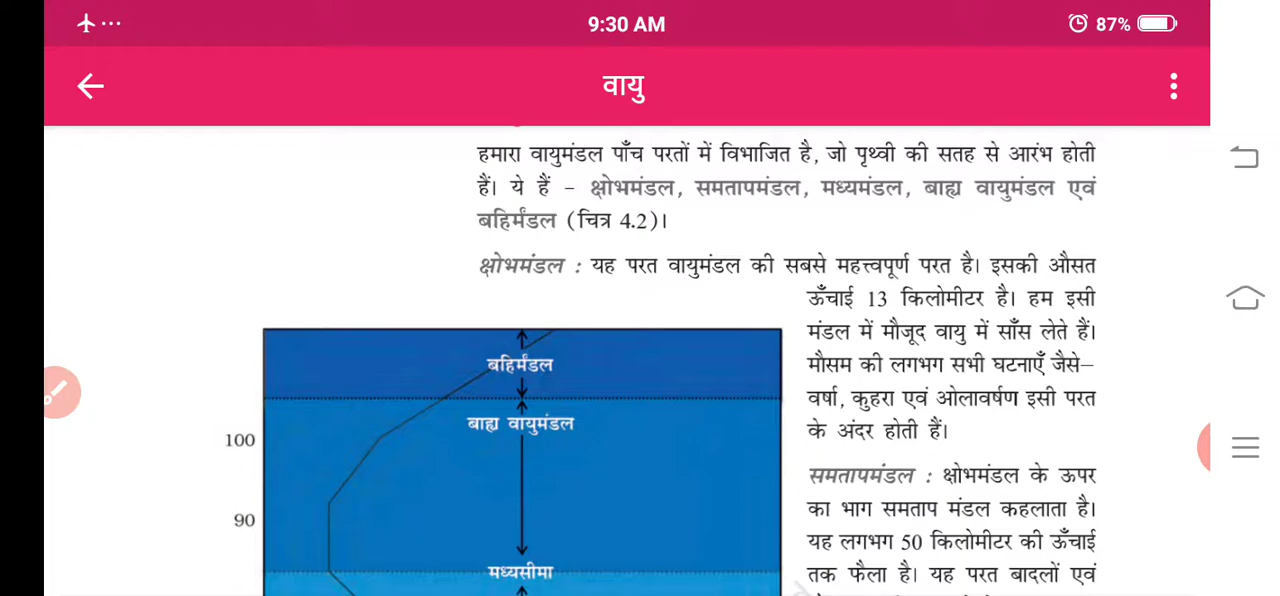 9:30 AM
87%
वायु
हमारा वायुमंडल पाँच परतों में विभाजित है, जो पृथ्वी की सतह से आरंभ होती
हैं। ये हैं – क्षोभमंडल, समतापमंडल, मध्यमंडल, बाह्य वायुमंडल एवं
बहिर्मंडल (चित्र 4.2)।
क्षोभमंडल : यह परत वायुमंडल की सबसे महत्त्वपूर्ण परत है। इसकी औसत
ऊँचाई 13 किलोमीटर है। हम इसी
मंडल में मौजूद वायु में साँस लेते हैं।
मौसम की लगभग सभी घटनाएँ जैसे–
वर्षा, कुहरा एवं ओलावर्षण इसी परत
के अंदर होती हैं।
समतापमंडल : क्षोभमंडल के ऊपर
का भाग समताप मंडल कहलाता है।
यह लगभग 50 किलोमीटर की ऊँचाई
तक फैला है। यह परत बादलों एवं
बहिर्मंडल
बाह्य वायुमंडल
100
90
मध्यसीमा